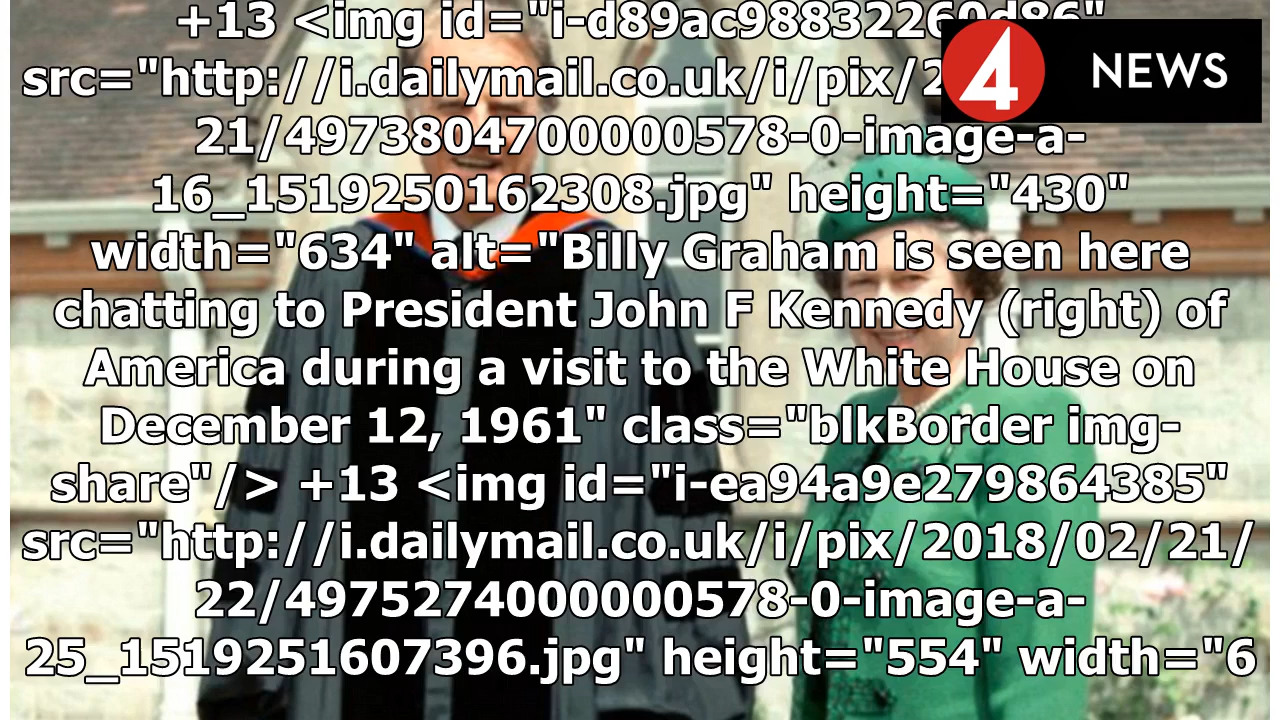 +13 <img id="i-d89ac98832260d86"
src="http://i.dailymail.co.uk/i/pix/2
4 NEWS
21/4973804700000578-0-image-a-
16_1519250162308.jpg" height="430"
width="634" alt="Billy Graham is seen here
chatting to President John F Kennedy (right) of
America during a visit to the White House on
December 12, 1961" class="blkBorder img-
share"/> +13 <img id="i-ea94a9e279864385"
src="http://i.dailymail.co.uk/i/pix/2018/02/21/
22/4975274000000578-0-image-a-
25_1519251607396.jpg" height="554" width="6